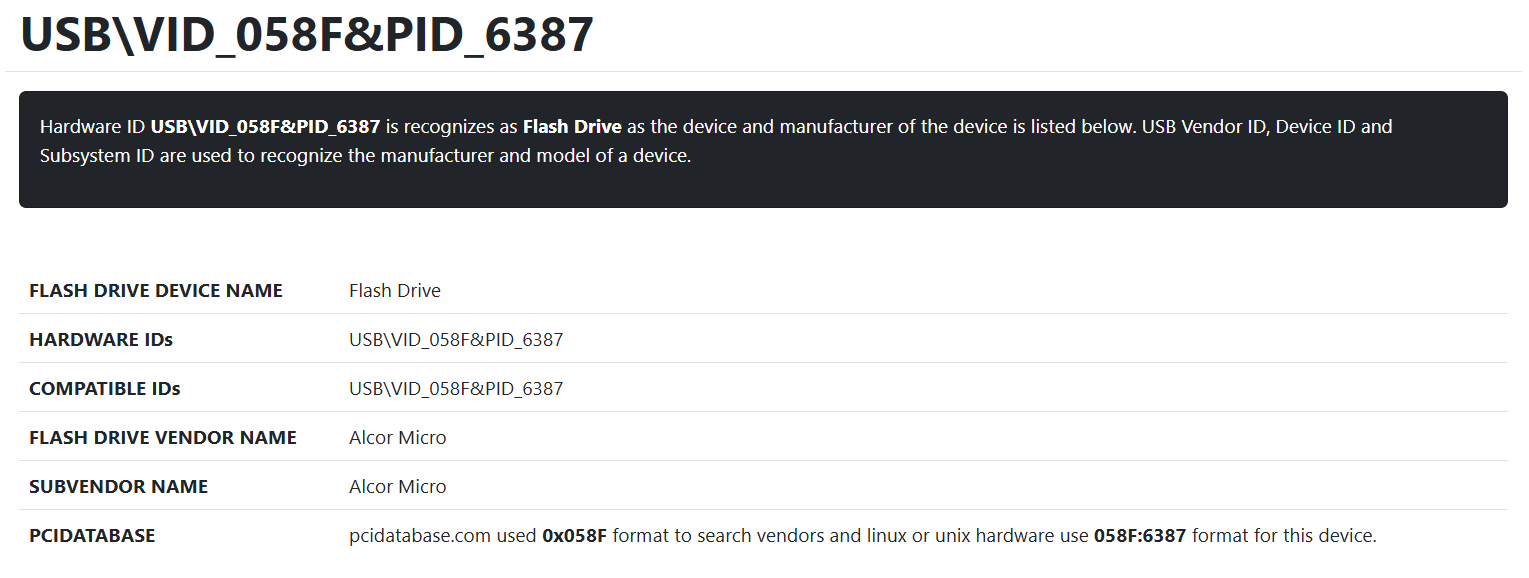 USB\VID_058F&PID_6387
Hardware ID USB\VID_058F&PID_6387 is recognizes as Flash Drive as the device and manufacturer of the device is listed below. USB Vendor ID, Device ID and
Subsystem ID are used to recognize the manufacturer and model of a device.
FLASH DRIVE DEVICE NAME Flash Drive
HARDWARE IDs USB\VID_058F&PID_6387
COMPATIBLE IDs USB\VID_058F&PID_6387
FLASH DRIVE VENDOR NAME Alcor Micro
SUBVENDOR NAME Alcor Micro
PCIDATABASE pcidatabase.com used 0x058F format to search vendors and linux or unix hardware use 058F:6387 format for this device.